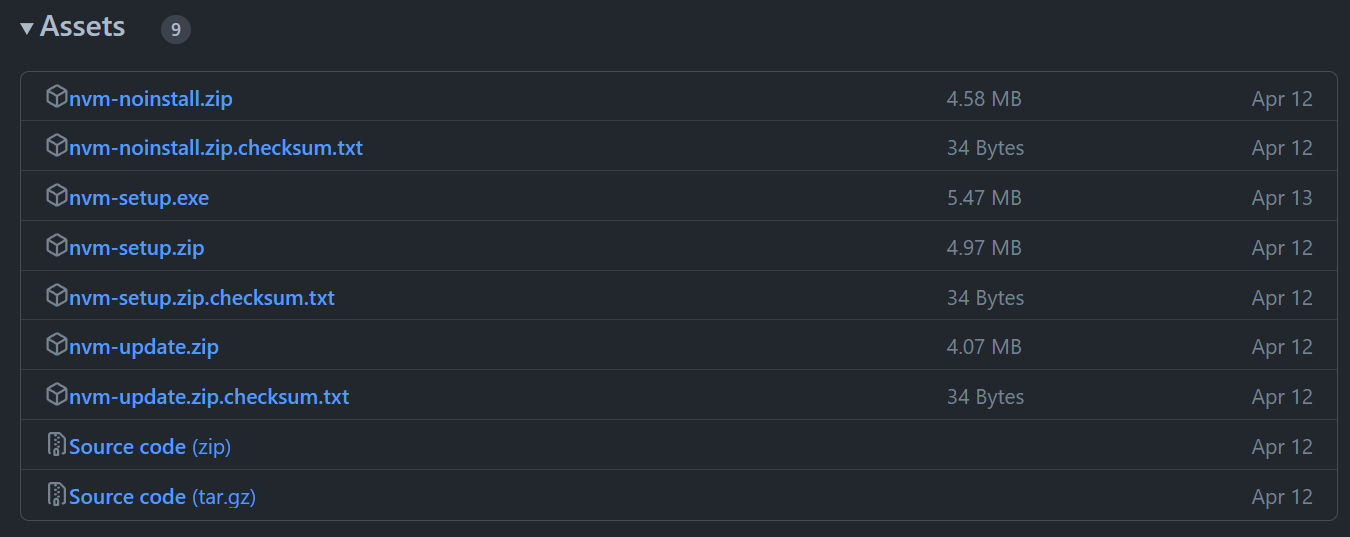 Assets 9
nvm-noinstall.zip 4.58 MB Apr 12
nvm-noinstall.zip.checksum.txt 34 Bytes Apr 12
nvm-setup.exe 5.47 MB Apr 13
nvm-setup.zip 4.97 MB Apr 12
nvm-setup.zip.checksum.txt 34 Bytes Apr 12
nvm-update.zip 4.07 MB Apr 12
nvm-update.zip.checksum.txt 34 Bytes Apr 12
Source code (zip) Apr 12
Source code (tar.gz) Apr 12